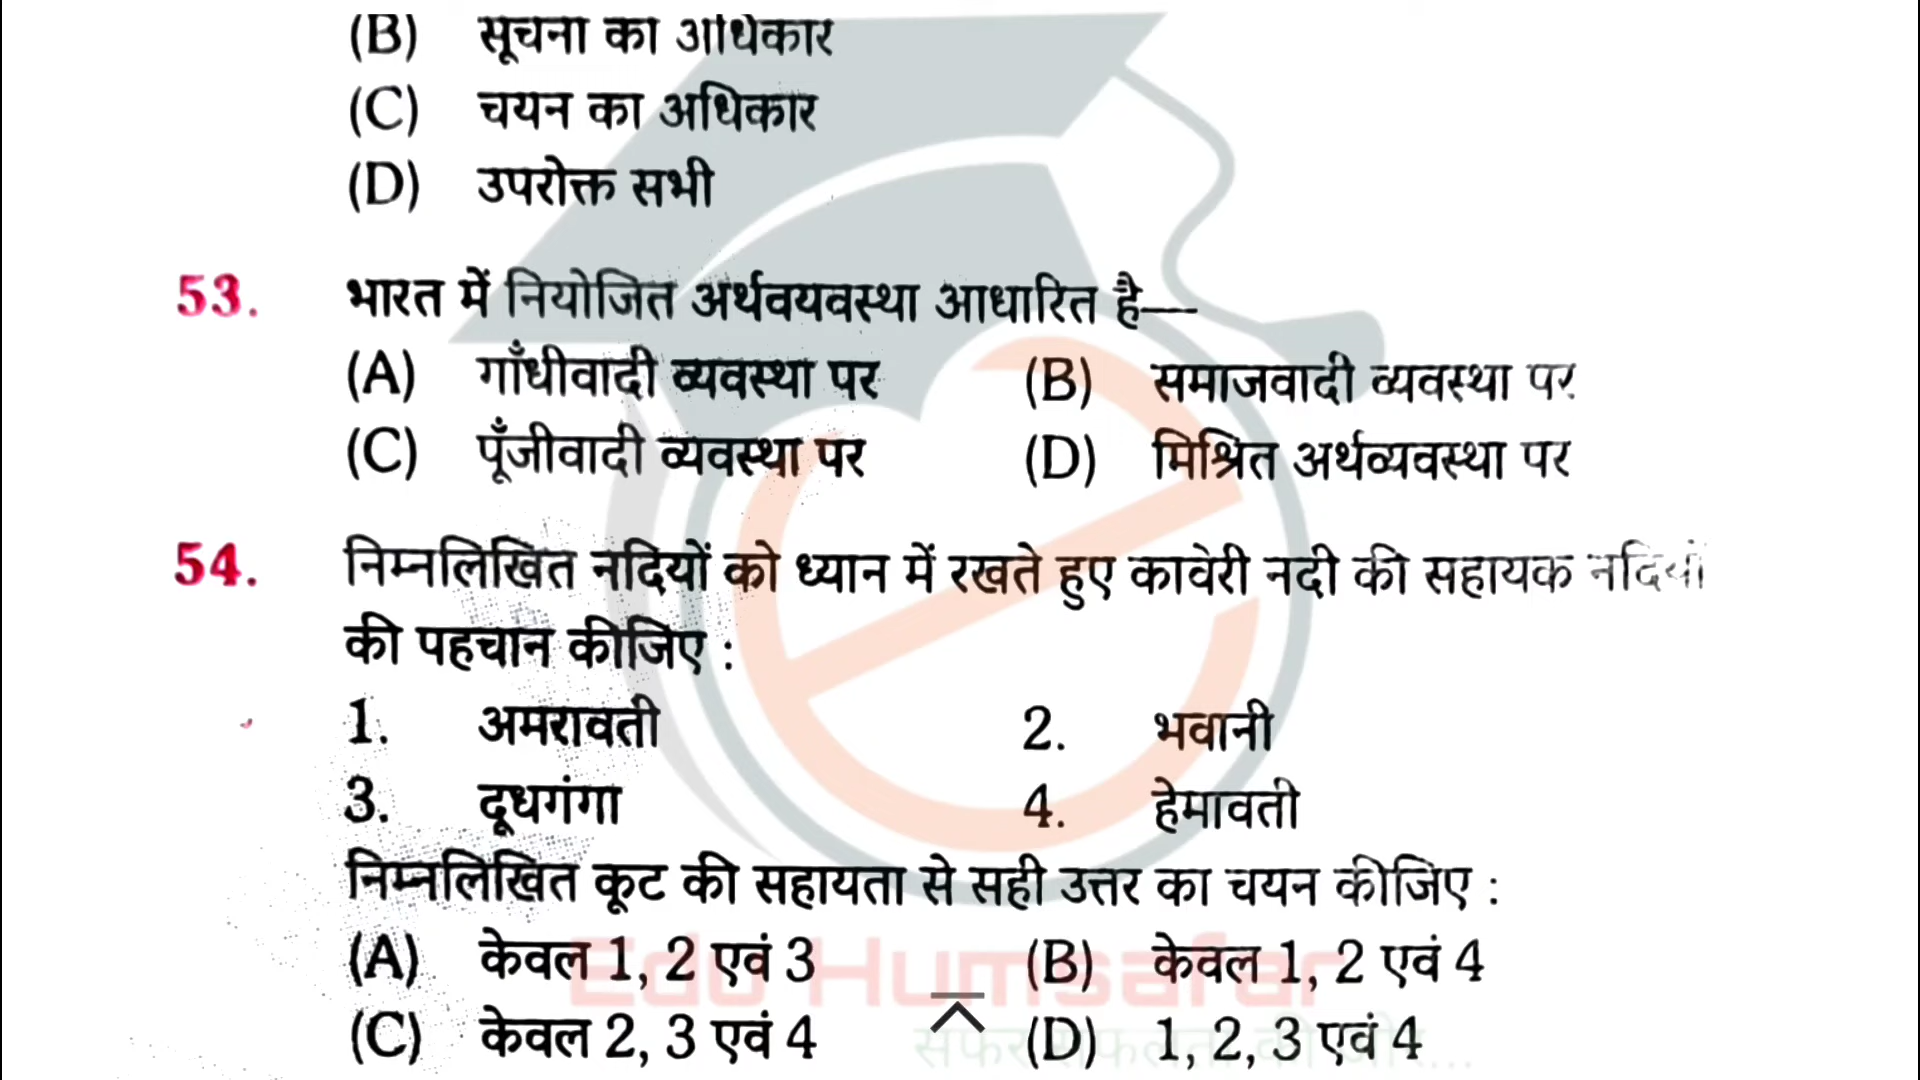 (B) सूचना का अधिकार
(C) चयन का अधिकार
(D) उपरोक्त सभी
53. भारत में नियोजित अर्थवयवस्था आधारित है—
(A) गाँधीवादी व्यवस्था पर (B) समाजवादी व्यवस्था पर
(C) पूँजीवादी व्यवस्था पर (D) मिश्रित अर्थव्यवस्था पर
54. निम्नलिखित नदियों को ध्यान में रखते हुए कावेरी नदी की सहायक नदियों
की पहचान कीजिए :
1. अमरावती 2. भवानी
3. दूधगंगा 4. हेमावती
निम्नलिखित कूट की सहायता से सही उत्तर का चयन कीजिए :
(A) केवल 1, 2 एवं 3 (B) केवल 1, 2 एवं 4
Edu Humsafar
(C) केवल 2, 3 एवं 4 (D) 1, 2, 3 एवं 4